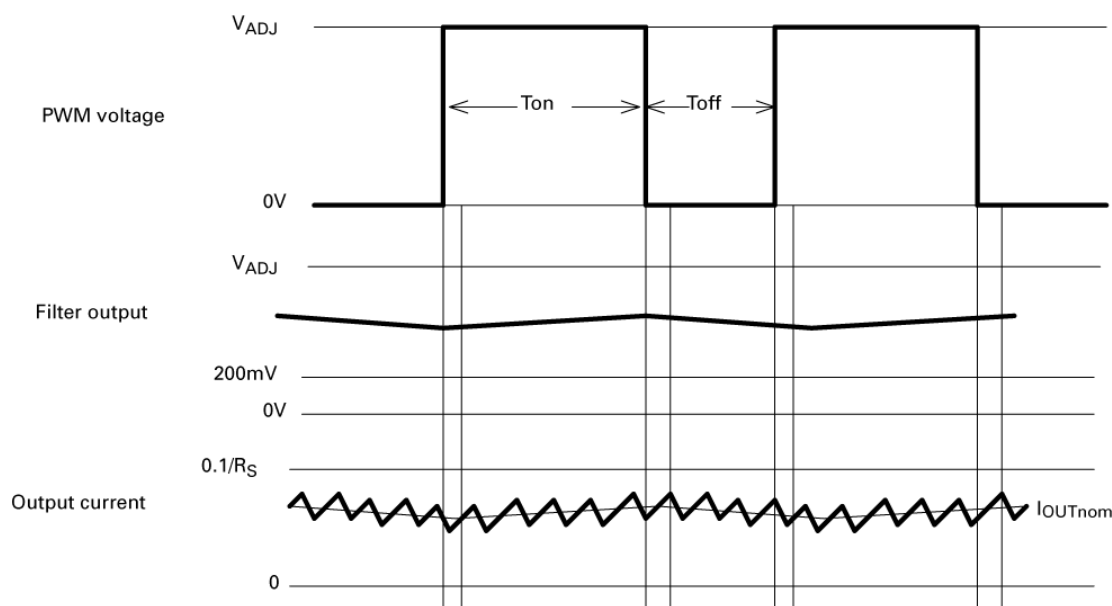 VADJ
PWM voltage
Ton
Toff
0V
VADJ
Filter output
200mV
0V
0.1/RS
Output current
IOUTnom
0